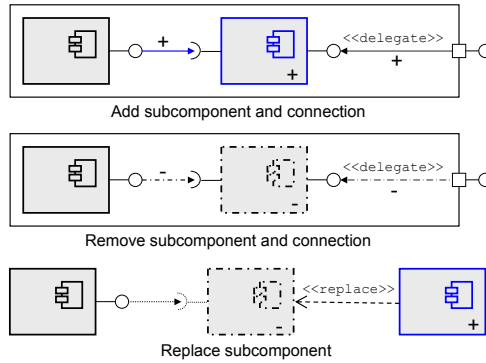 +
<<delegate>>
+
+
Add subcomponent and connection
-
<<delegate>>
-
-
Remove subcomponent and connection
<<replace>>
-
+
Replace subcomponent